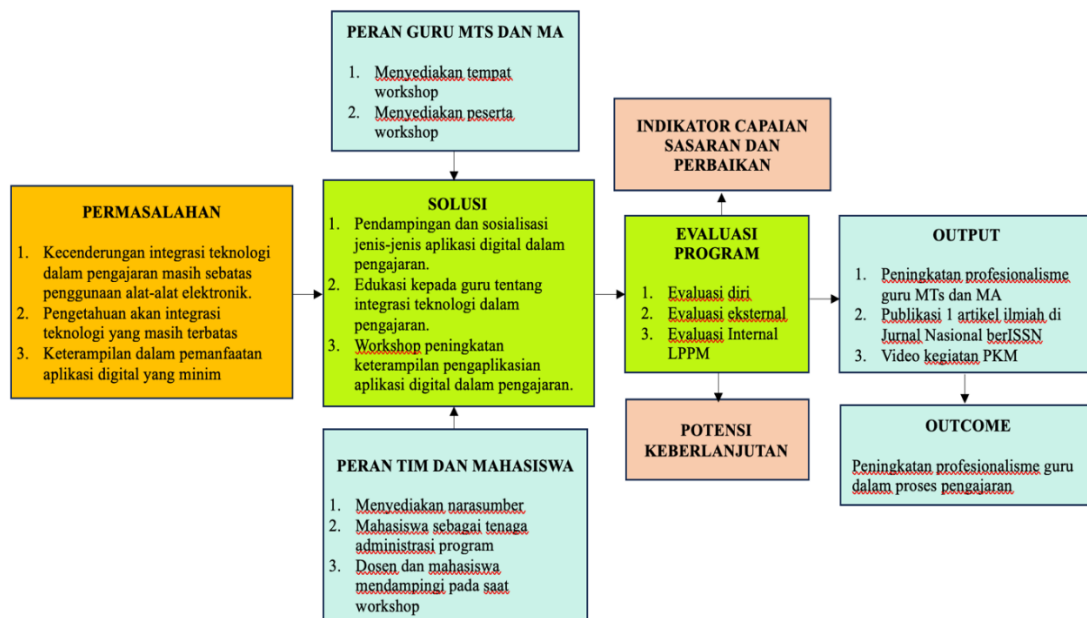 PERAN GURU MTS DAN MA
1. Menyediakan tempat
workshop
2. Menyediakan peserta
workshop
INDIKATOR CAPAIAN
SASARAN DAN
PERBAIKAN
PERMASALAHAN
1. Kecenderungan integrasi teknologi
dalam pengajaran masih sebatas
penggunaan alat-alat elektronik.
2. Pengetahuan akan integrasi
teknologi yang masih terbatas
3. Keterampilan dalam pemanfaatan
aplikasi digital yang minim
SOLUSI
1. Pendampingan dan sosialisasi
jenis-jenis aplikasi digital dalam
pengajaran.
2. Edukasi kepada guru tentang
integrasi teknologi dalam
pengajaran.
3. Workshop peningkatan
keterampilan pengaplikasian
aplikasi digital dalam pengajaran.
EVALUASI
PROGRAM
1. Evaluasi diri
2. Evaluasi eksternal
3. Evaluasi Internal
LPPM
OUTPUT
1. Peningkatan profesionalisme
guru MTs dan MA
2. Publikasi 1 artikel ilmiah di
Jurnal Nasional berISSN
3. Video kegiatan PKM
POTENSI
KEBERLANJUTAN
OUTCOME
Peningkatan profesionalisme guru
dalam proses pengajaran
PERAN TIM DAN MAHASISWA
1. Menyediakan narasumber
2. Mahasiswa sebagai tenaga
administrasi program
3. Dosen dan mahasiswa
mendampingi pada saat
workshop